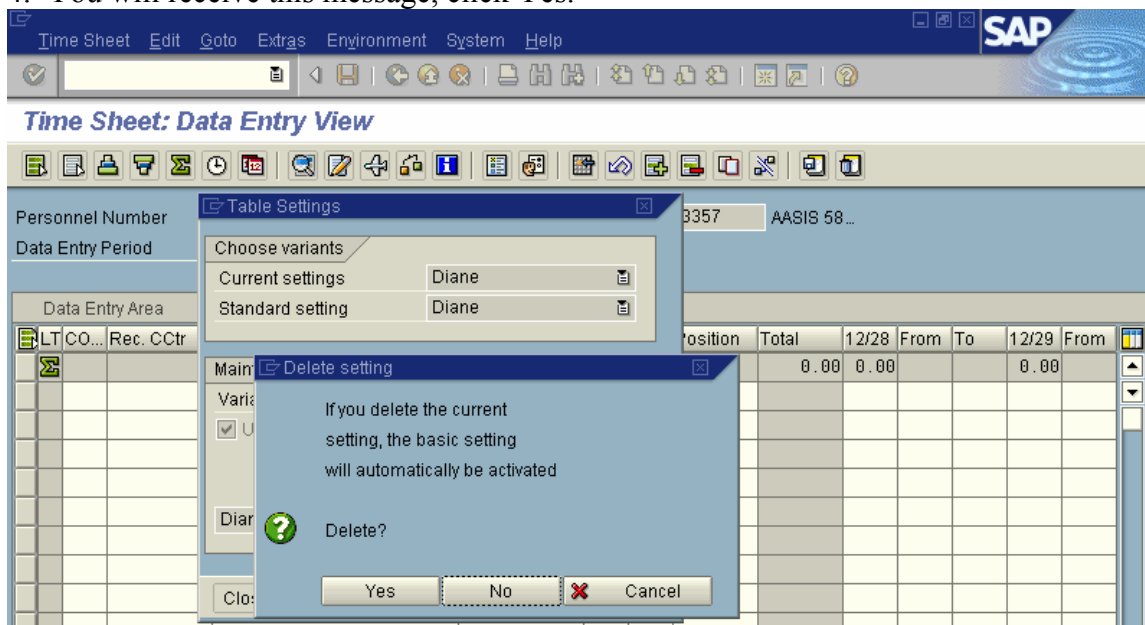 4. You will receive this message, click Yes.
Time Sheet Edit Goto Extras Environment System Help
SAP
Time Sheet: Data Entry View
Table Settings
Personnel Number 3357 AASIS 58...
Data Entry Period
Choose variants
Current settings Diane
Standard setting Diane
Data Entry Area
LT CO... Rec. CCtr osition Total 12/28 From To 12/29 From
0.00 0.00 0.00
Delete setting
If you delete the current
setting, the basic setting
will automatically be activated
Delete?
Yes No Cancel